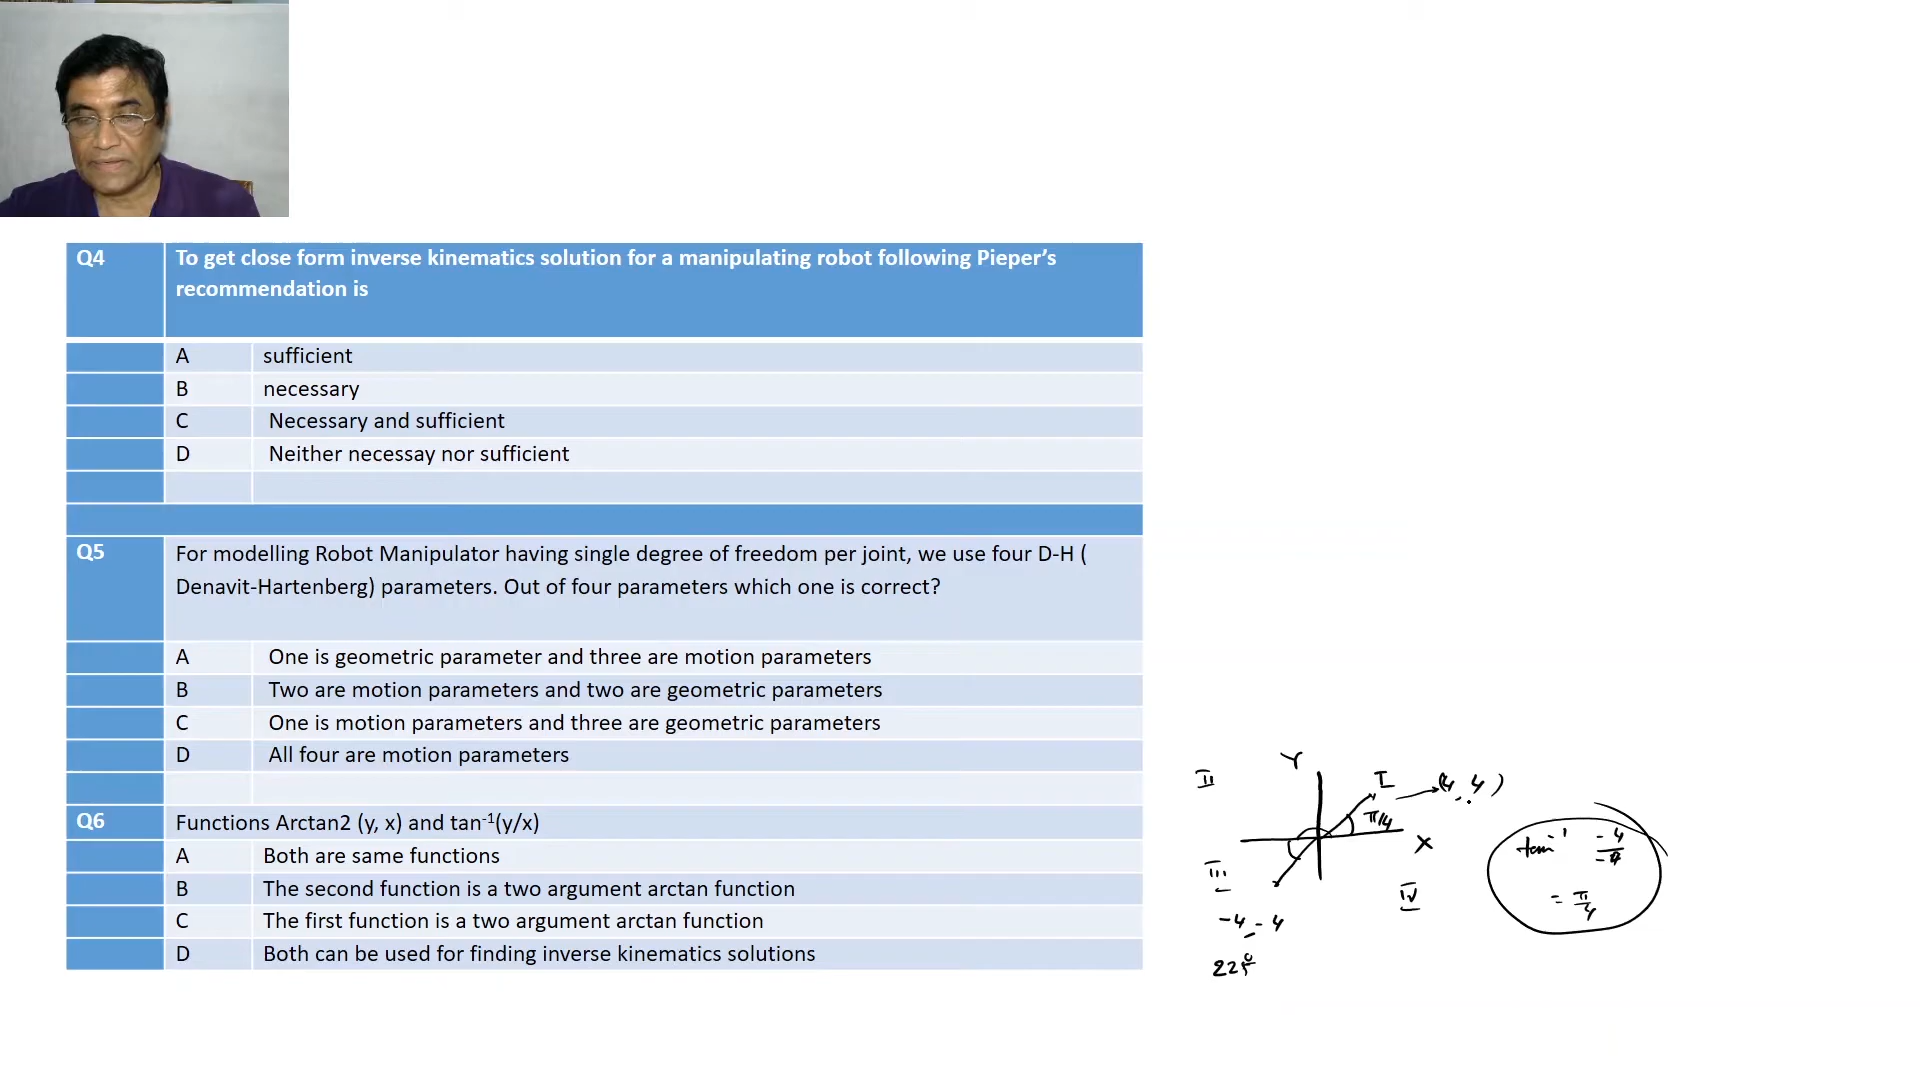 Q4 To get close form inverse kinematics solution for a manipulating robot following Pieper’s
recommendation is
A sufficient
B necessary
C Necessary and sufficient
D Neither necessay nor sufficient
Q5 For modelling Robot Manipulator having single degree of freedom per joint, we use four D-H (
Denavit-Hartenberg) parameters. Out of four parameters which one is correct?
A One is geometric parameter and three are motion parameters
B Two are motion parameters and two are geometric parameters
C One is motion parameters and three are geometric parameters
D All four are motion parameters
Q6 Functions Arctan2 (y, x) and tan⁻¹(y/x)
A Both are same functions
B The second function is a two argument arctan function
C The first function is a two argument arctan function
D Both can be used for finding inverse kinematics solutions
Y
II
I
(4, 4)
π/4
X
III
IV
-4, -4
225°
tan⁻¹ -4/-4
= π/4